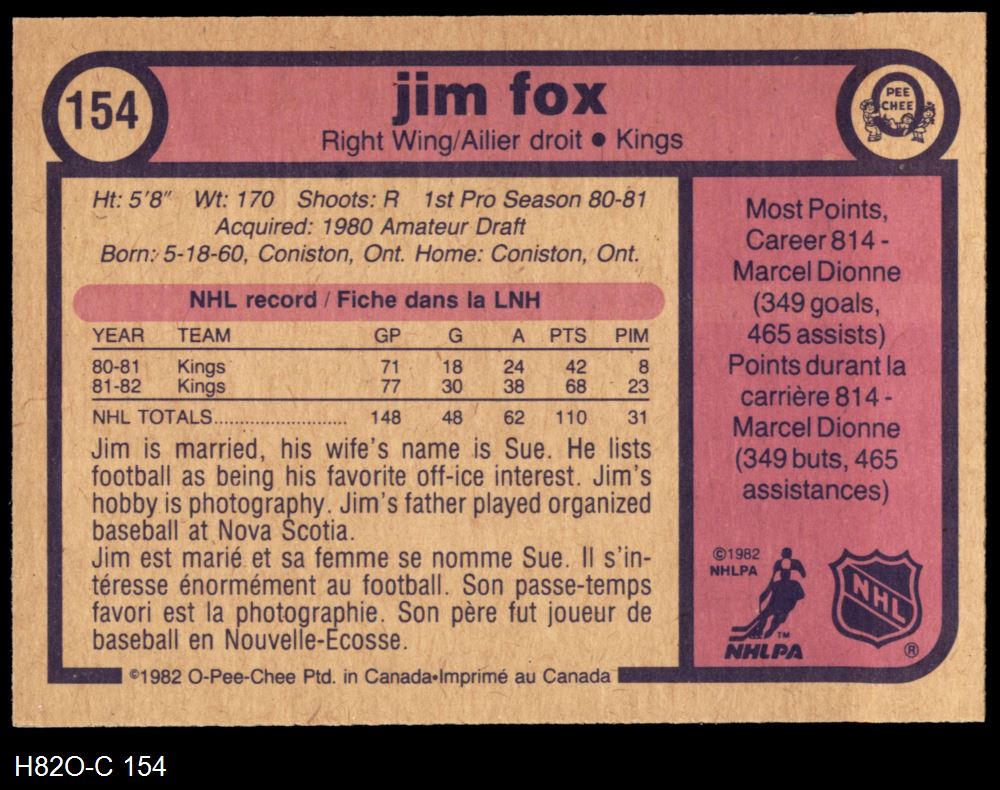 154
jim fox
Right Wing/Ailier droit • Kings
PEE
CHEE
Ht: 5'8" Wt: 170 Shoots: R 1st Pro Season 80-81
Acquired: 1980 Amateur Draft
Born: 5-18-60, Coniston, Ont. Home: Coniston, Ont.
NHL record / Fiche dans la LNH
YEAR TEAM GP G A PTS PIM
80-81 Kings 71 18 24 42 8
81-82 Kings 77 30 38 68 23
NHL TOTALS............................ 148 48 62 110 31
Jim is married, his wife's name is Sue. He lists
football as being his favorite off-ice interest. Jim's
hobby is photography. Jim's father played organized
baseball at Nova Scotia.
Jim est marié et sa femme se nomme Sue. Il s'in-
téresse énormément au football. Son passe-temps
favori est la photographie. Son père fut joueur de
baseball en Nouvelle-Ecosse.
©1982 O-Pee-Chee Ptd. in Canada•Imprimé au Canada
Most Points,
Career 814 -
Marcel Dionne
(349 goals,
465 assists)
Points durant la
carrière 814 -
Marcel Dionne
(349 buts, 465
assistances)
©1982
NHLPA
TM
NHLPA
NHL
®
H82O-C 154